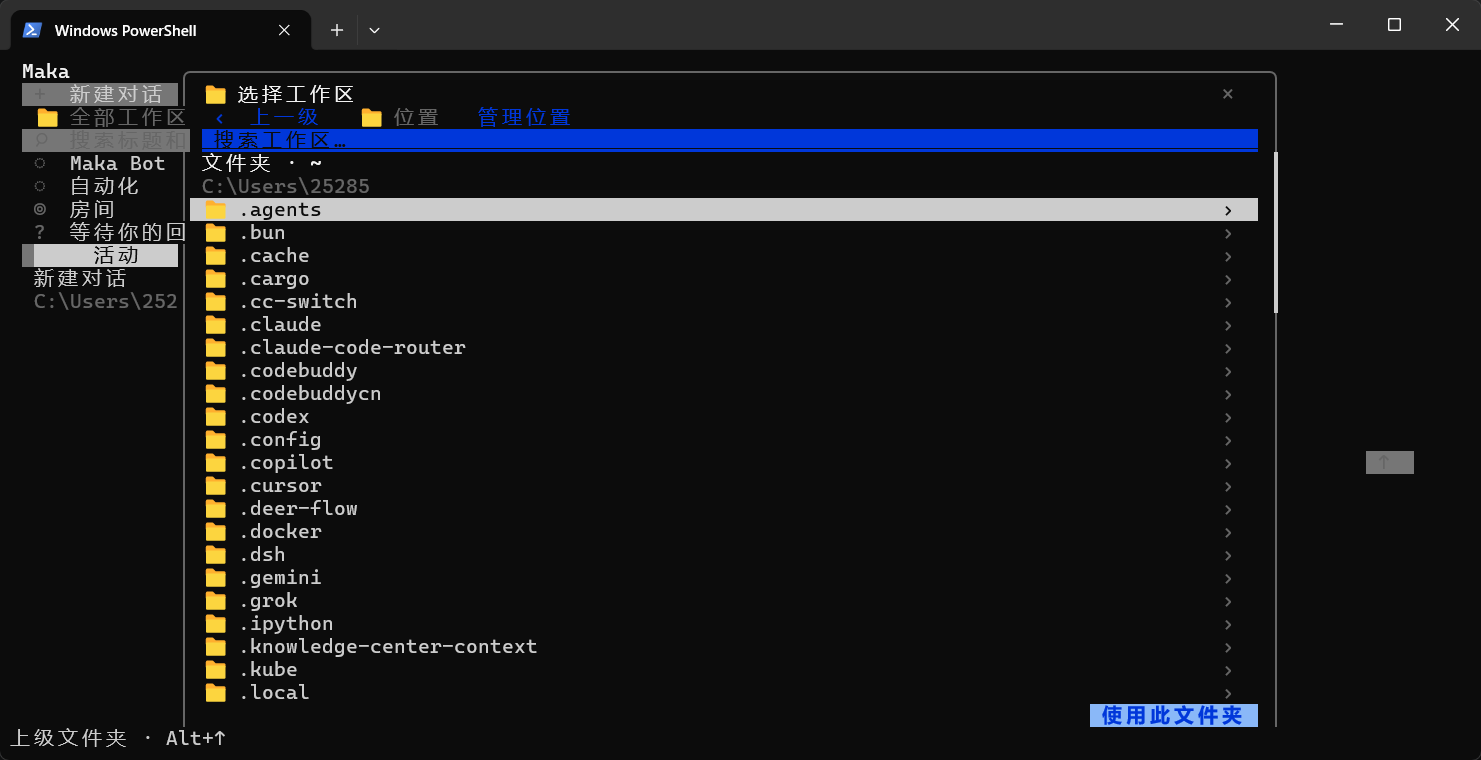 Windows PowerShell
Maka
+ 新建对话
全部工作区
搜索标题和
Maka Bot
自动化
房间
? 等待你的回
活动
新建对话
C:\Users\252
选择工作区 ×
‹ 上一级 位置 管理位置
搜索工作区…
文件夹 · ~
C:\Users\25285
.agents ›
.bun ›
.cache ›
.cargo ›
.cc-switch ›
.claude ›
.claude-code-router ›
.codebuddy ›
.codebuddycn ›
.codex ›
.config ›
.copilot ›
.cursor ›
.deer-flow ›
.docker ›
.dsh ›
.gemini ›
.grok ›
.ipython ›
.knowledge-center-context ›
.kube ›
.local ›
使用此文件夹
↑
上级文件夹 · Alt+↑